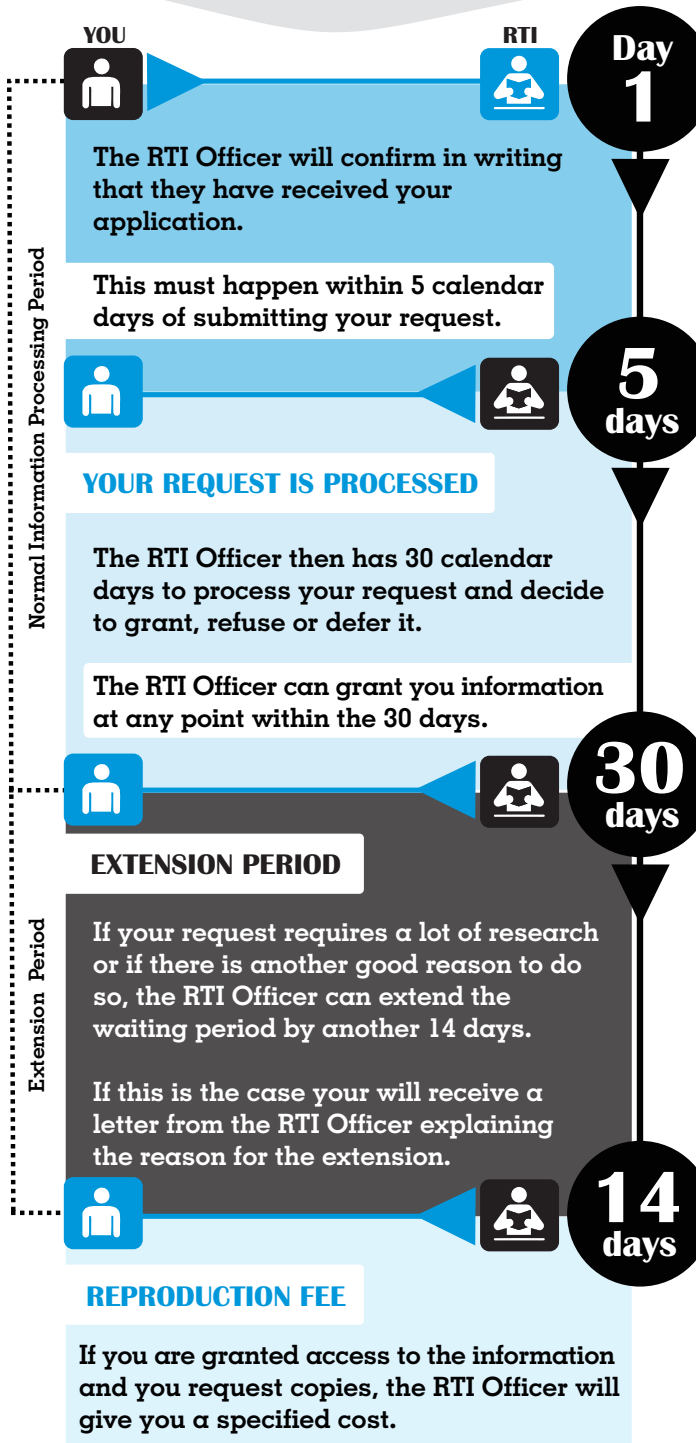 YOU
RTI
Day
1
The RTI Officer will confirm in writing
that they have received your
application.
This must happen within 5 calendar
days of submitting your request.
Normal Information Processing Period
5
days
YOUR REQUEST IS PROCESSED
The RTI Officer then has 30 calendar
days to process your request and decide
to grant, refuse or defer it.
The RTI Officer can grant you information
at any point within the 30 days.
30
days
EXTENSION PERIOD
If your request requires a lot of research
or if there is another good reason to do
so, the RTI Officer can extend the
waiting period by another 14 days.
Extension Period
If this is the case your will receive a
letter from the RTI Officer explaining
the reason for the extension.
14
days
REPRODUCTION FEE
If you are granted access to the information
and you request copies, the RTI Officer will
give you a specified cost.